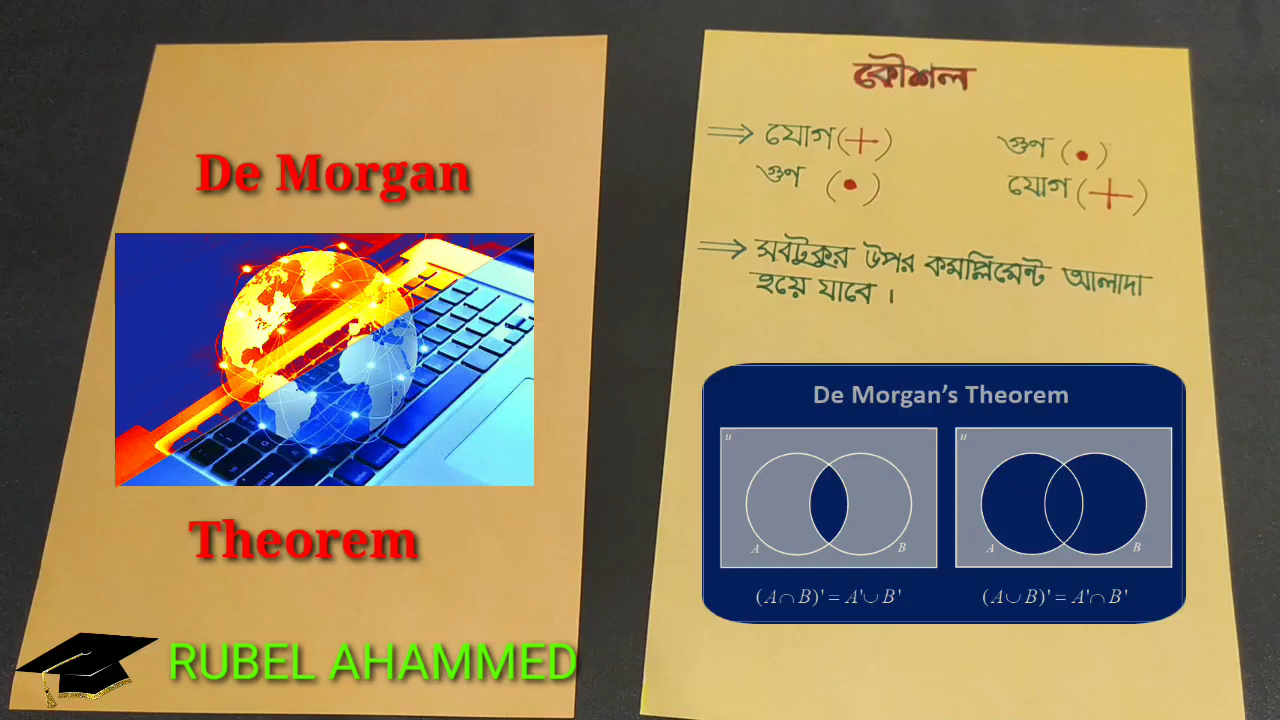 De Morgan
Theorem
RUBEL AHAMMED
কৌশল
⇒ যোগ (+) গুণ (•)
গুণ (•) যোগ (+)
⇒ সবটুকুর উপর কমপ্লিমেন্ট আলাদা
হয়ে যাবে ।
De Morgan's Theorem
u
A
B
u
A
B
(A∩B)' = A'∪B'
(A∪B)' = A'∩B'